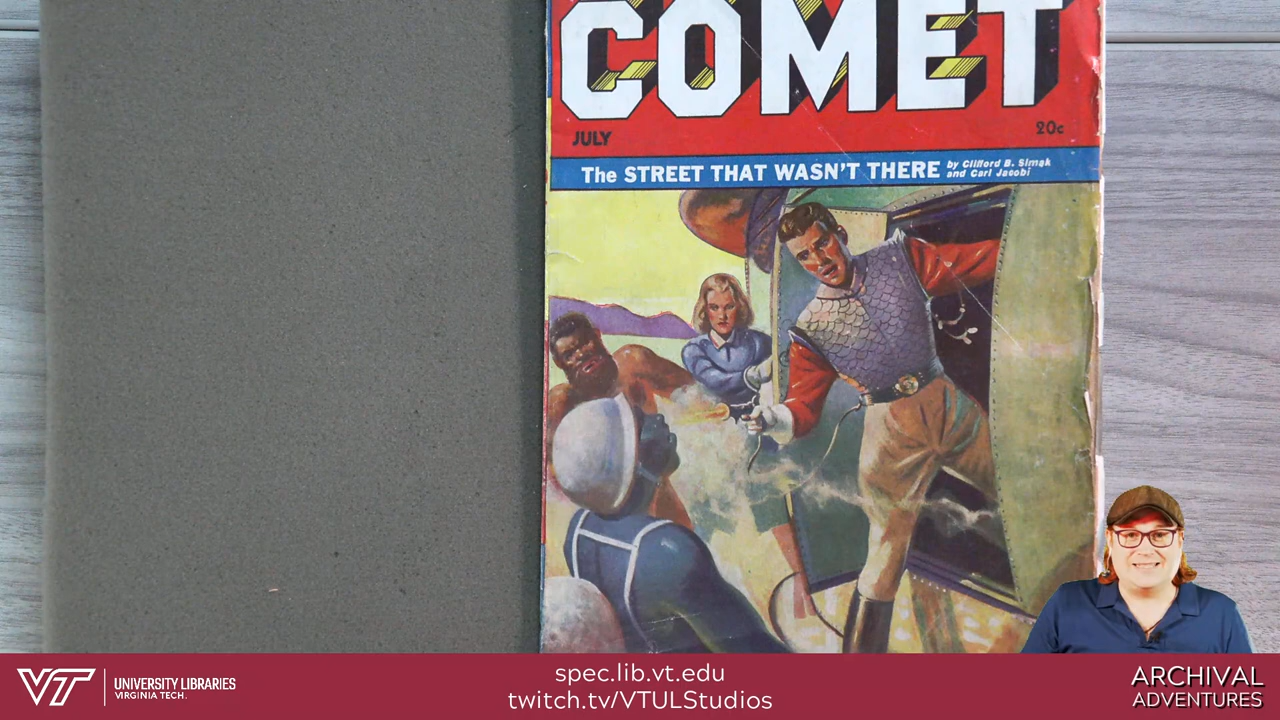 COMET
JULY
20c
The STREET THAT WASN'T THERE
by Clifford D. Simak
and Carl Jacobi
VT
UNIVERSITY LIBRARIES
VIRGINIA TECH.
spec.lib.vt.edu
twitch.tv/VTULStudios
ARCHIVAL
ADVENTURES